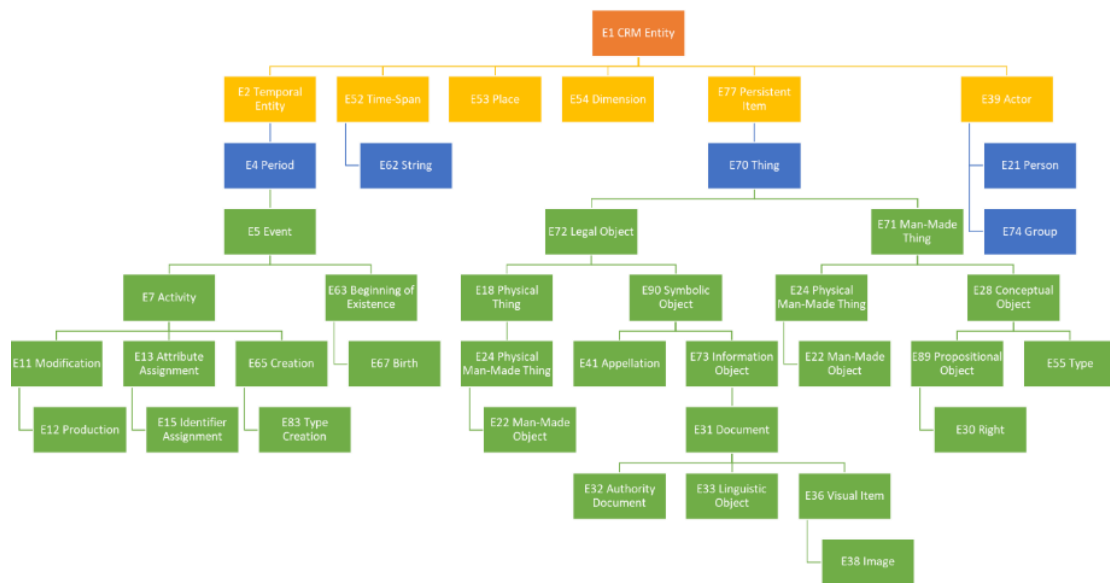 E1 CRM Entity
E2 Temporal
Entity
E52 Time-Span
E53 Place
E54 Dimension
E77 Persistent
Item
E39 Actor
E4 Period
E62 String
E70 Thing
E21 Person
E5 Event
E72 Legal Object
E71 Man-Made
Thing
E74 Group
E7 Activity
E63 Beginning of
Existence
E18 Physical
Thing
E90 Symbolic
Object
E24 Physical
Man-Made Thing
E28 Conceptual
Object
E11 Modification
E13 Attribute
Assignment
E65 Creation
E67 Birth
E24 Physical
Man-Made Thing
E41 Appellation
E73 Information
Object
E22 Man-Made
Object
E89 Propositional
Object
E55 Type
E12 Production
E15 Identifier
Assignment
E83 Type
Creation
E22 Man-Made
Object
E31 Document
E30 Right
E32 Authority
Document
E33 Linguistic
Object
E36 Visual Item
E38 Image